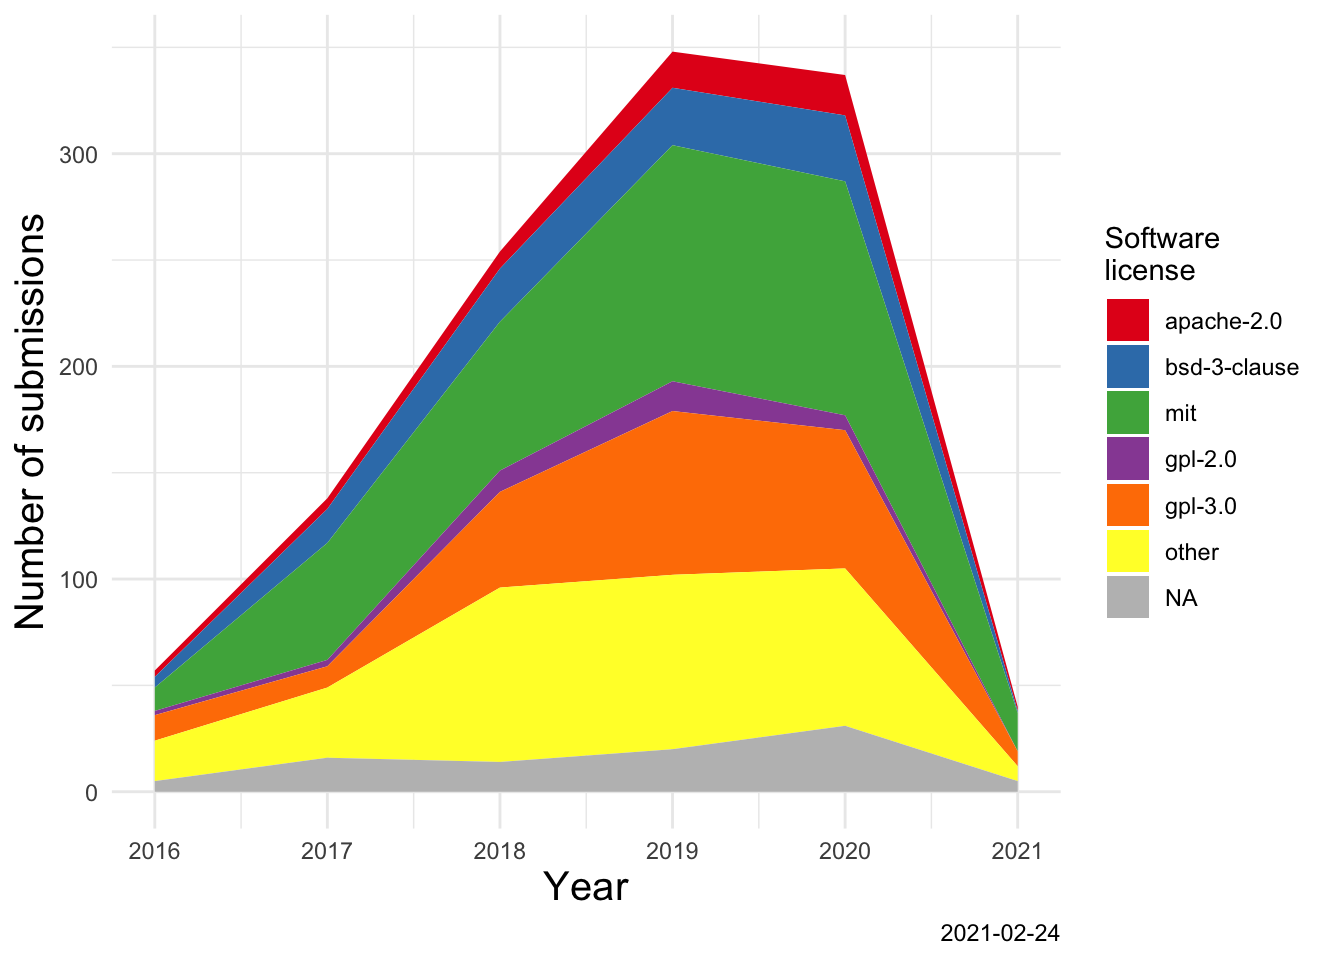 Number of submissions
300
200
100
0
2016 2017 2018 2019 2020 2021
Year
Software
license
apache-2.0
bsd-3-clause
mit
gpl-2.0
gpl-3.0
other
NA
2021-02-24